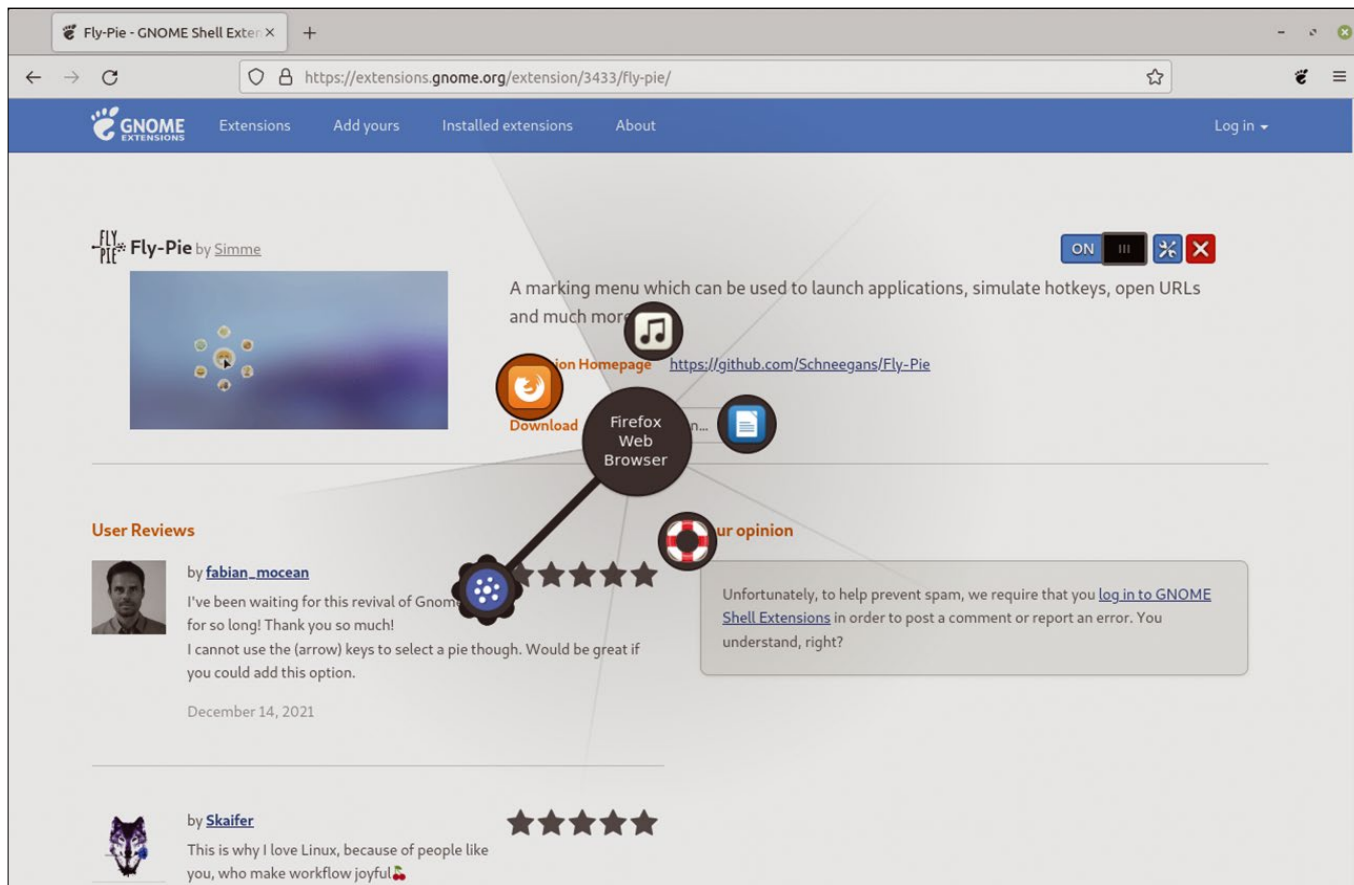 Fly-Pie - GNOME Shell Exten
https://extensions.gnome.org/extension/3433/fly-pie/
GNOME
EXTENSIONS
Extensions Add yours Installed extensions About Log in
FLY
PIE
Fly-Pie by Simme
ON
A marking menu which can be used to launch applications, simulate hotkeys, open URLs
and much more
ion Homepage https://github.com/Schneegans/Fly-Pie
Download n...
Firefox
Web
Browser
User Reviews
ur opinion
by fabian_mocean
I've been waiting for this revival of Gnome
for so long! Thank you so much!
I cannot use the (arrow) keys to select a pie though. Would be great if
you could add this option.
December 14, 2021
Unfortunately, to help prevent spam, we require that you log in to GNOME
Shell Extensions in order to post a comment or report an error. You
understand, right?
by Skaifer
This is why I love Linux, because of people like
you, who make workflow joyful🍒